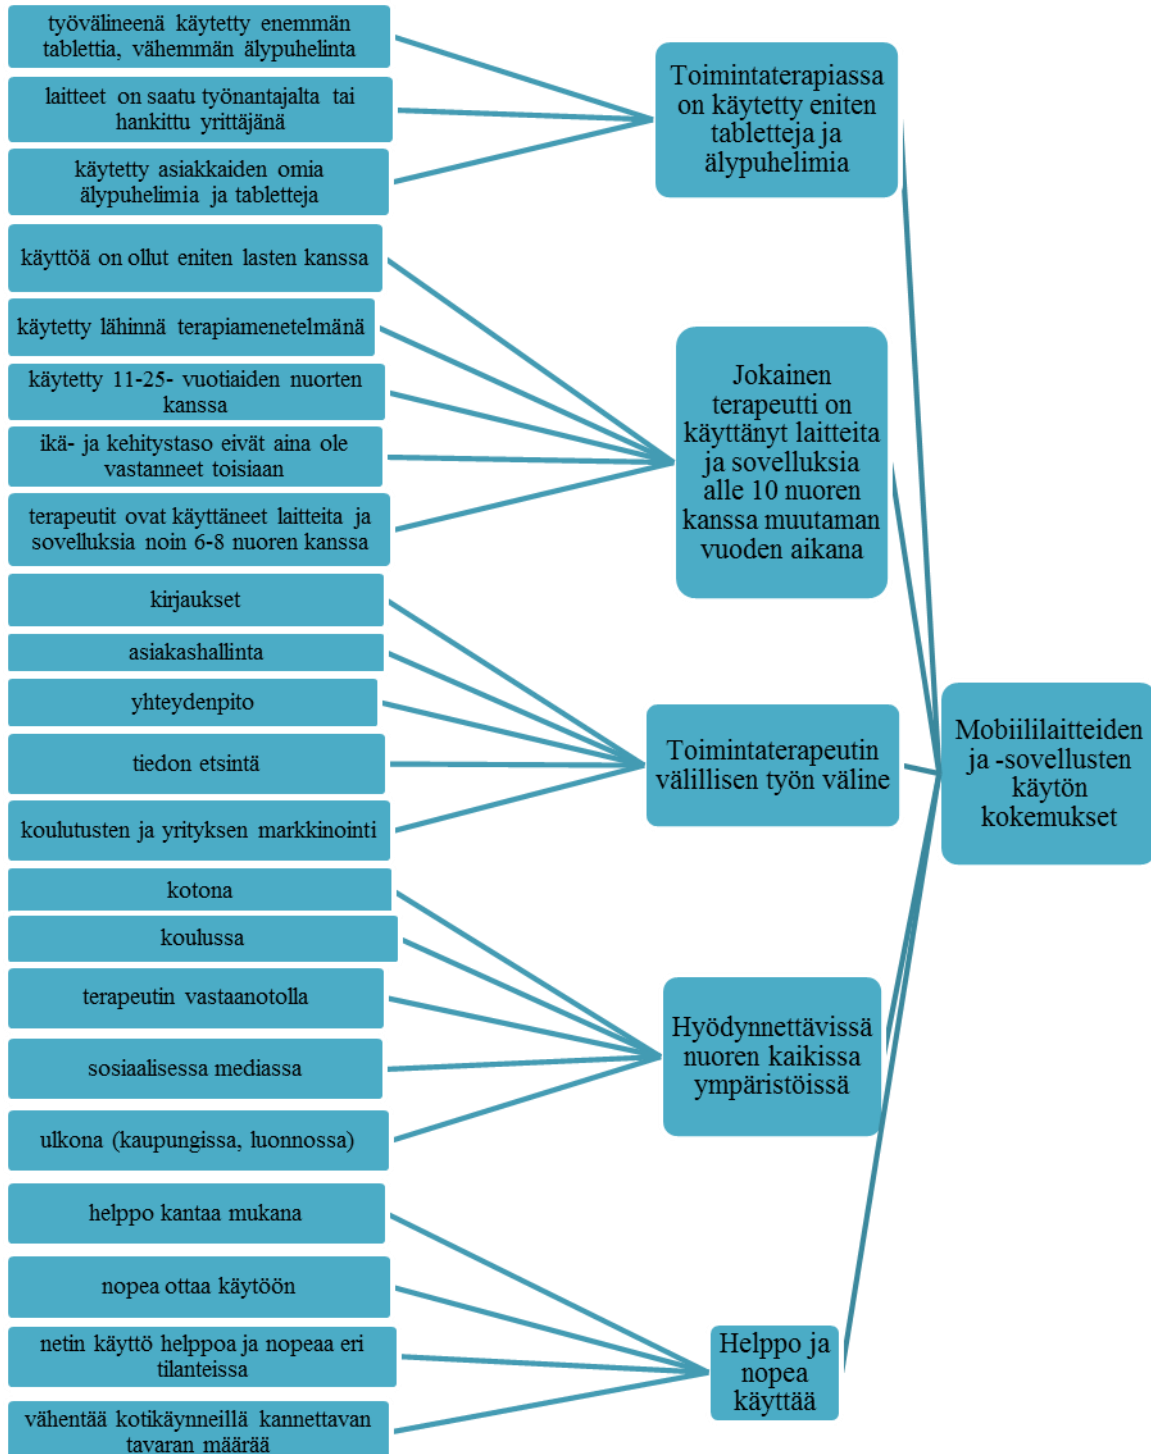 työvälineenä käytetty enemmän
tablettia, vähemmän älypuhelinta
laitteet on saatu työnantajalta tai
hankittu yrittäjänä
käytetty asiakkaiden omia
älypuhelimia ja tabletteja
Toimintaterapiassa
on käytetty eniten
tabletteja ja
älypuhelimia
käyttöä on ollut eniten lasten kanssa
käytetty lähinnä terapiamenetelmänä
käytetty 11-25- vuotiaiden nuorten
kanssa
ikä- ja kehitystaso eivät aina ole
vastanneet toisiaan
terapeutit ovat käyttäneet laitteita ja
sovelluksia noin 6-8 nuoren kanssa
Jokainen
terapeutti on
käyttänyt laitteita
ja sovelluksia
alle 10 nuoren
kanssa muutaman
vuoden aikana
kirjaukset
asiakashallinta
yhteydenpito
tiedon etsintä
koulutusten ja yrityksen markkinointi
Toimintaterapeutin
välillisen työn väline
kotona
koulussa
terapeutin vastaanotolla
sosiaalisessa mediassa
ulkona (kaupungissa, luonnossa)
Hyödynnettävissä
nuoren kaikissa
ympäristöissä
helppo kantaa mukana
nopea ottaa käytöön
netin käyttö helppoa ja nopeaa eri
tilanteissa
vähentää kotikäynneillä kannettavan
tavaran määrää
Helppo ja
nopea
käyttää
Mobiililaitteiden
ja -sovellusten
käytön
kokemukset